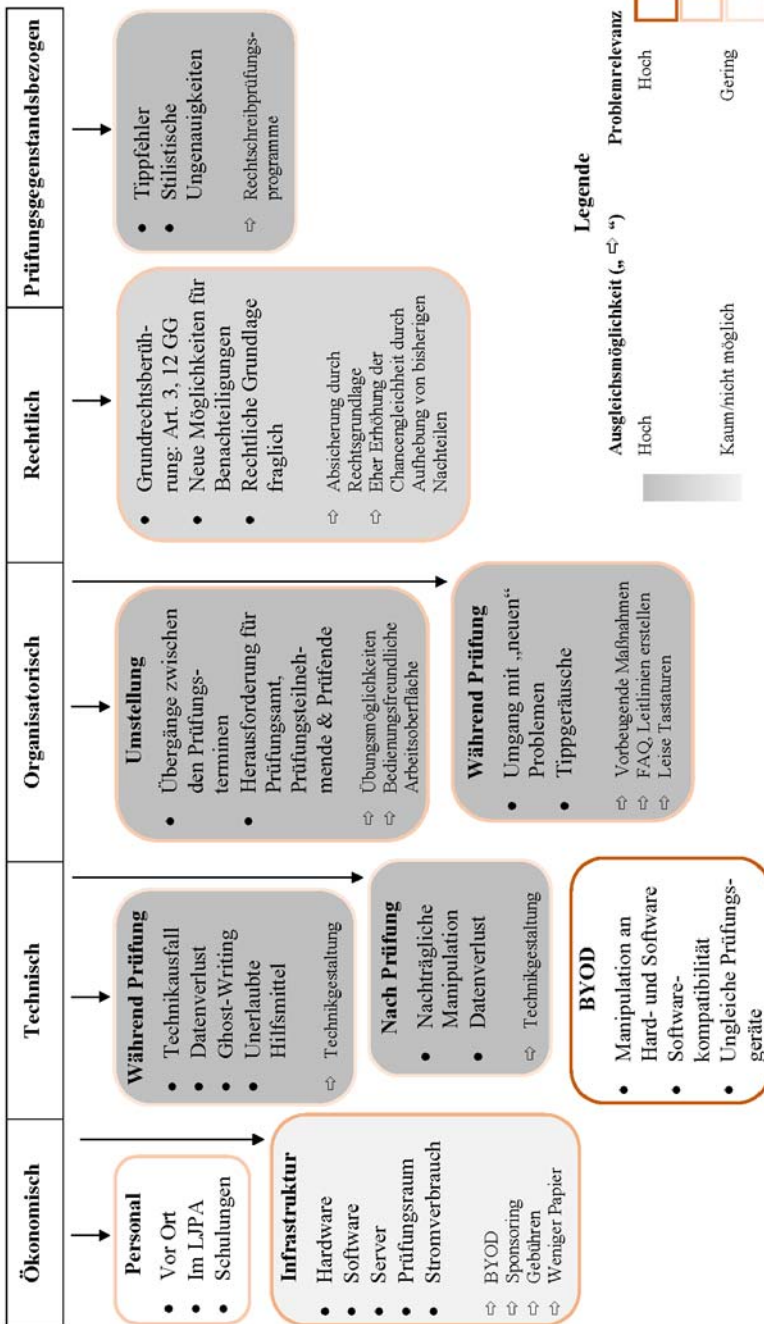 Ökonomisch
Technisch
Organisatorisch
Rechtlich
Prüfungsgegenstandsbezogen
Personal
● Vor Ort
● Im LJPA
● Schulungen
Infrastruktur
● Hardware
● Software
● Server
● Prüfungsraum
● Stromverbrauch
⇨ BYOD
⇨ Sponsoring
⇨ Gebühren
⇨ Weniger Papier
Während Prüfung
● Technikausfall
● Datenverlust
● Ghost-Writing
● Unerlaubte
Hilfsmittel
⇨ Technikgestaltung
Nach Prüfung
● Nachträgliche
Manipulation
● Datenverlust
⇨ Technikgestaltung
BYOD
● Manipulation an
Hard- und Software
● Software-
kompatibilität
● Ungleiche Prüfungs-
geräte
Umstellung
● Übergänge zwischen
den Prüfungs-
terminen
● Herausforderung für
Prüfungsamt,
Prüfungsteilneh-
mende & Prüfende
⇨ Übungsmöglichkeiten
⇨ Bedienungsfreundliche
Arbeitsoberfläche
Während Prüfung
● Umgang mit „neuen“
Problemen
● Tippgeräusche
⇨ Vorbeugende Maßnahmen
⇨ FAQ, Leitlinien erstellen
⇨ Leise Tastaturen
● Grundrechtsberüh-
rung: Art. 3, 12 GG
● Neue Möglichkeiten für
Benachteiligungen
● Rechtliche Grundlage
fraglich
⇨ Absicherung durch
Rechtsgrundlage
⇨ Eher Erhöhung der
Chancengleichheit durch
Aufhebung von bisherigen
Nachteilen
● Tippfehler
● Stilistische
Ungenauigkeiten
⇨ Rechtschreibprüfungs-
programme
Legende
Ausgleichsmöglichkeit („ ⇨ “)
Hoch
Kaum/nicht möglich
Problemrelevanz
Hoch
Gering